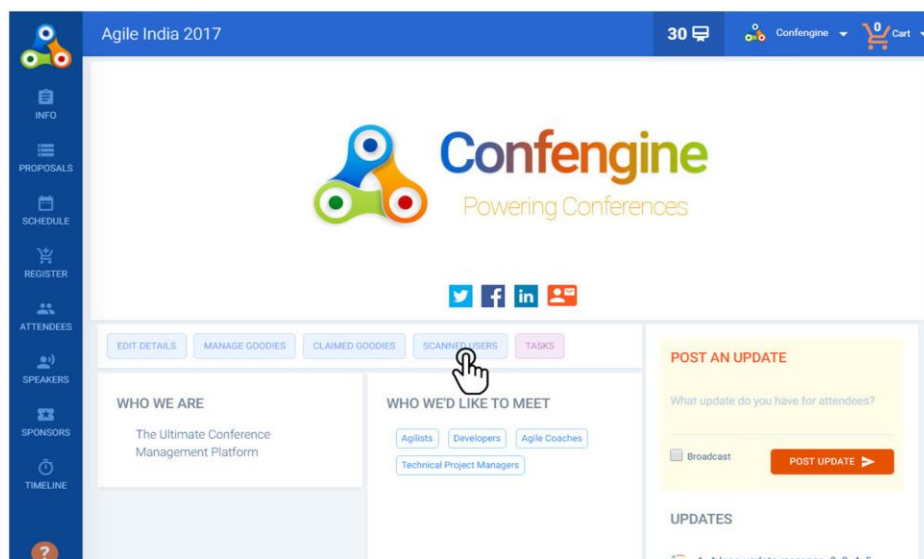 Agile India 2017
30
Confengine
0
Cart
INFO
PROPOSALS
SCHEDULE
REGISTER
ATTENDEES
SPEAKERS
SPONSORS
TIMELINE
?
Confengine
Powering Conferences
EDIT DETAILS
MANAGE GOODIES
CLAIMED GOODIES
SCANNED USERS
TASKS
WHO WE ARE
The Ultimate Conference
Management Platform
WHO WE'D LIKE TO MEET
Agilists
Developers
Agile Coaches
Technical Project Managers
POST AN UPDATE
What update do you have for attendees?
Broadcast
POST UPDATE
UPDATES